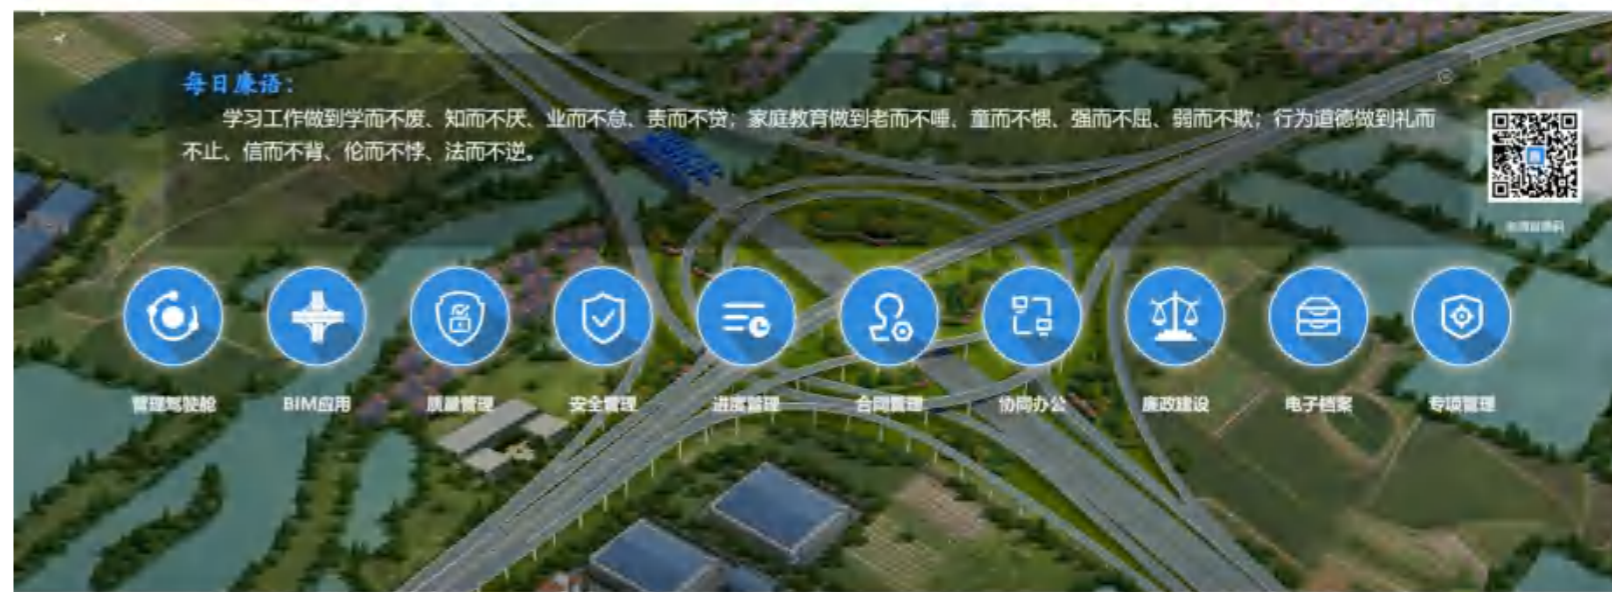 每日廉语：
学习工作做到学而不废、知而不厌、业而不怠、责而不贷；家庭教育做到老而不唾、童而不惯、强而不屈、弱而不欺；行为道德做到礼而
不止、信而不背、伦而不悖、法而不逆。
管理驾驶舱 BIM应用 质量管理 安全管理 进度管理 合同管理 协同办公 廉政建设 电子档案 专项管理